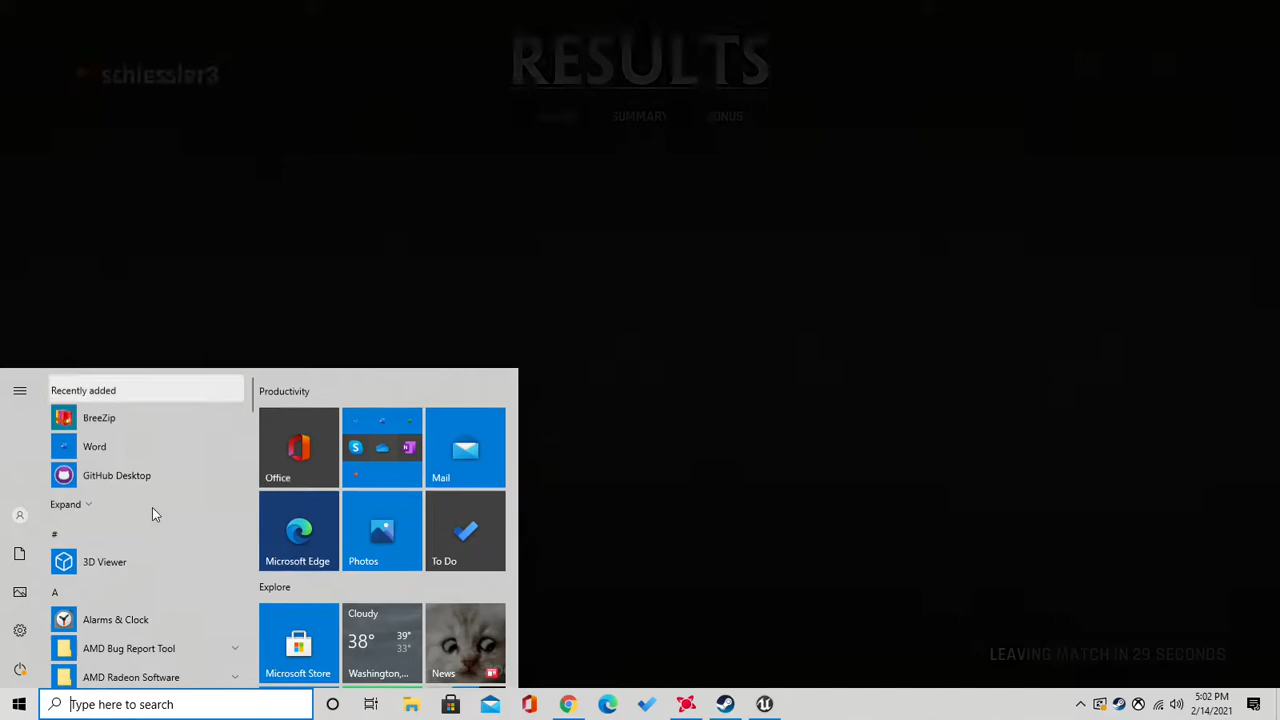 RESULTS
schiessler3
SUMMARY
BONUS
Recently added
BreeZip
Word
GitHub Desktop
Expand
#
3D Viewer
A
Alarms & Clock
AMD Bug Report Tool
AMD Radeon Software
Productivity
Office
Mail
Microsoft Edge
Photos
To Do
Explore
Microsoft Store
Cloudy
38°
39°
33°
Washington,...
News
LEAVING MATCH IN 29 SECONDS
Type here to search
5:02 PM
2/14/2021